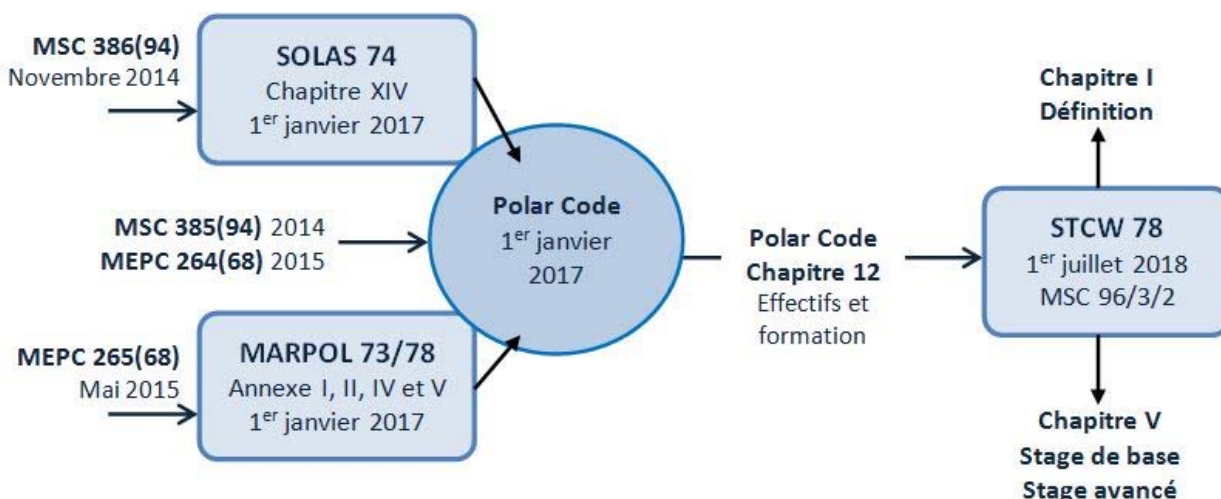 MSC 386(94)
Novembre 2014
SOLAS 74
Chapitre XIV
1er janvier 2017
MSC 385(94) 2014
MEPC 264(68) 2015
Polar Code
1er janvier
2017
MEPC 265(68)
Mai 2015
MARPOL 73/78
Annexe I, II, IV et V
1er janvier 2017
Polar Code
Chapitre 12
Effectifs et
formation
Chapitre I
Définition
STCW 78
1er juillet 2018
MSC 96/3/2
Chapitre V
Stage de base
Stage avancé